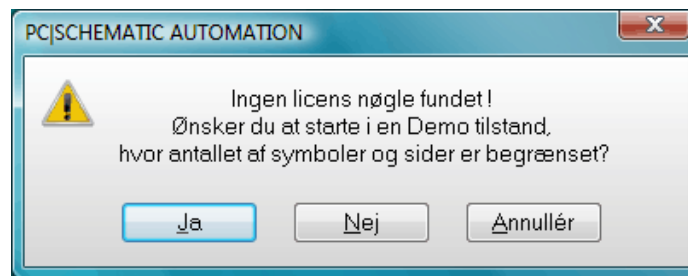 PC|SCHEMATIC AUTOMATION
Ingen licens nøgle fundet !
Ønsker du at starte i en Demo tilstand,
hvor antallet af symboler og sider er begrænset?
Ja
Nej
Annullér